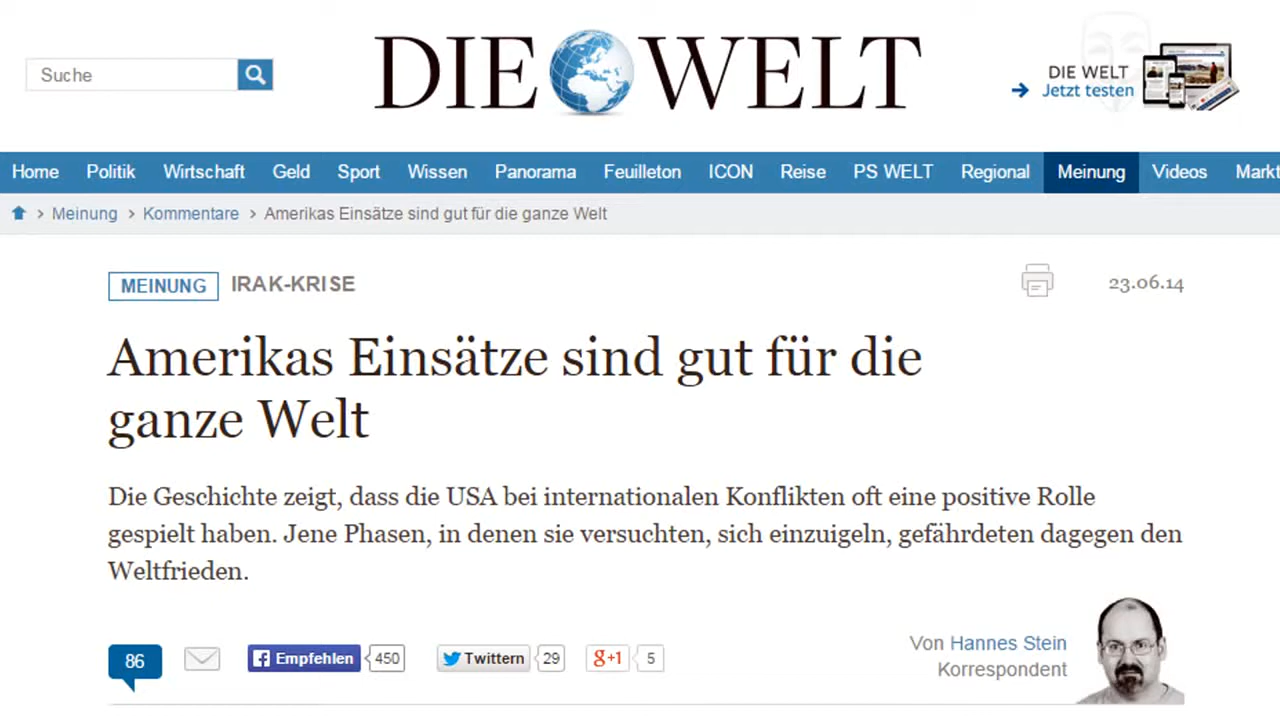 DIE WELT
Suche
DIE WELT
Jetzt testen
Home Politik Wirtschaft Geld Sport Wissen Panorama Feuilleton ICON Reise PS WELT Regional Meinung Videos Markt
Meinung › Kommentare › Amerikas Einsätze sind gut für die ganze Welt
MEINUNG IRAK-KRISE 23.06.14
Amerikas Einsätze sind gut für die
ganze Welt
Die Geschichte zeigt, dass die USA bei internationalen Konflikten oft eine positive Rolle
gespielt haben. Jene Phasen, in denen sie versuchten, sich einzuigeln, gefährdeten dagegen den
Weltfrieden.
86 Empfehlen 450 Twittern 29 g+1 5
Von Hannes Stein
Korrespondent